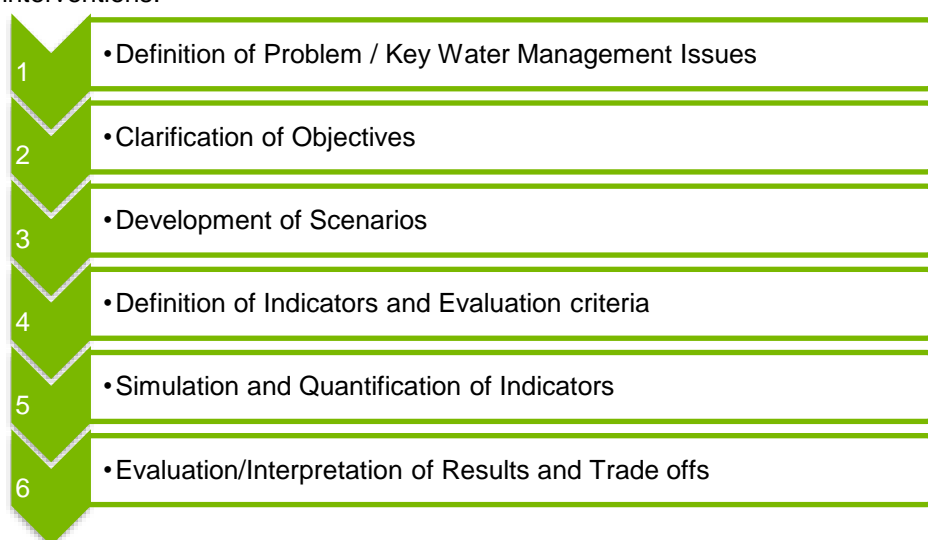 interventions.
1
•Definition of Problem / Key Water Management Issues
2
•Clarification of Objectives
3
•Development of Scenarios
4
•Definition of Indicators and Evaluation criteria
5
•Simulation and Quantification of Indicators
6
•Evaluation/Interpretation of Results and Trade offs